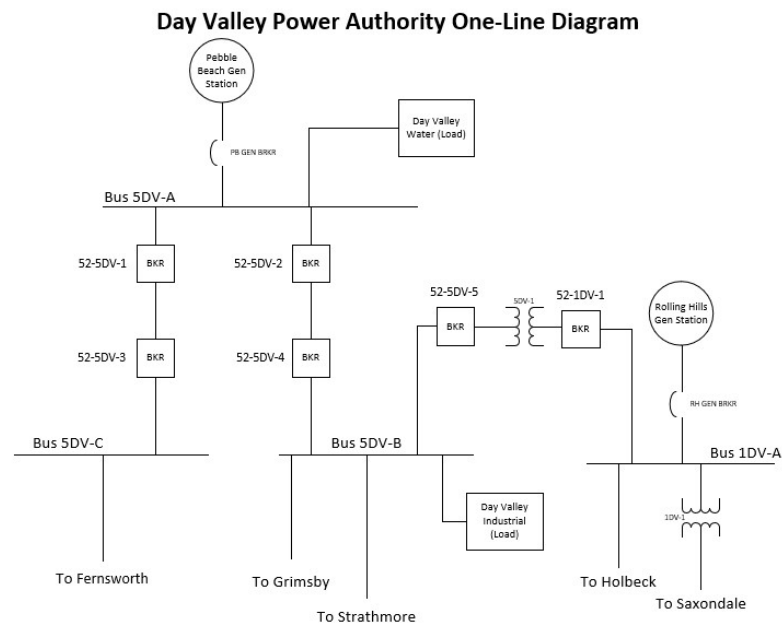 Day Valley Power Authority One-Line Diagram
Pebble
Beach Gen
Station
Day Valley
Water (Load)
PB GEN BRKR
Bus 5DV-A
52-5DV-1
BKR
52-5DV-2
BKR
52-5DV-5
BKR
5DV-1
52-1DV-1
BKR
Rolling Hills
Gen Station
52-5DV-3
BKR
52-5DV-4
BKR
RH GEN BRKR
Bus 5DV-C
Bus 5DV-B
Bus 1DV-A
Day Valley
Industrial
(Load)
1DV-1
To Fernsworth
To Grimsby
To Strathmore
To Holbeck
To Saxondale